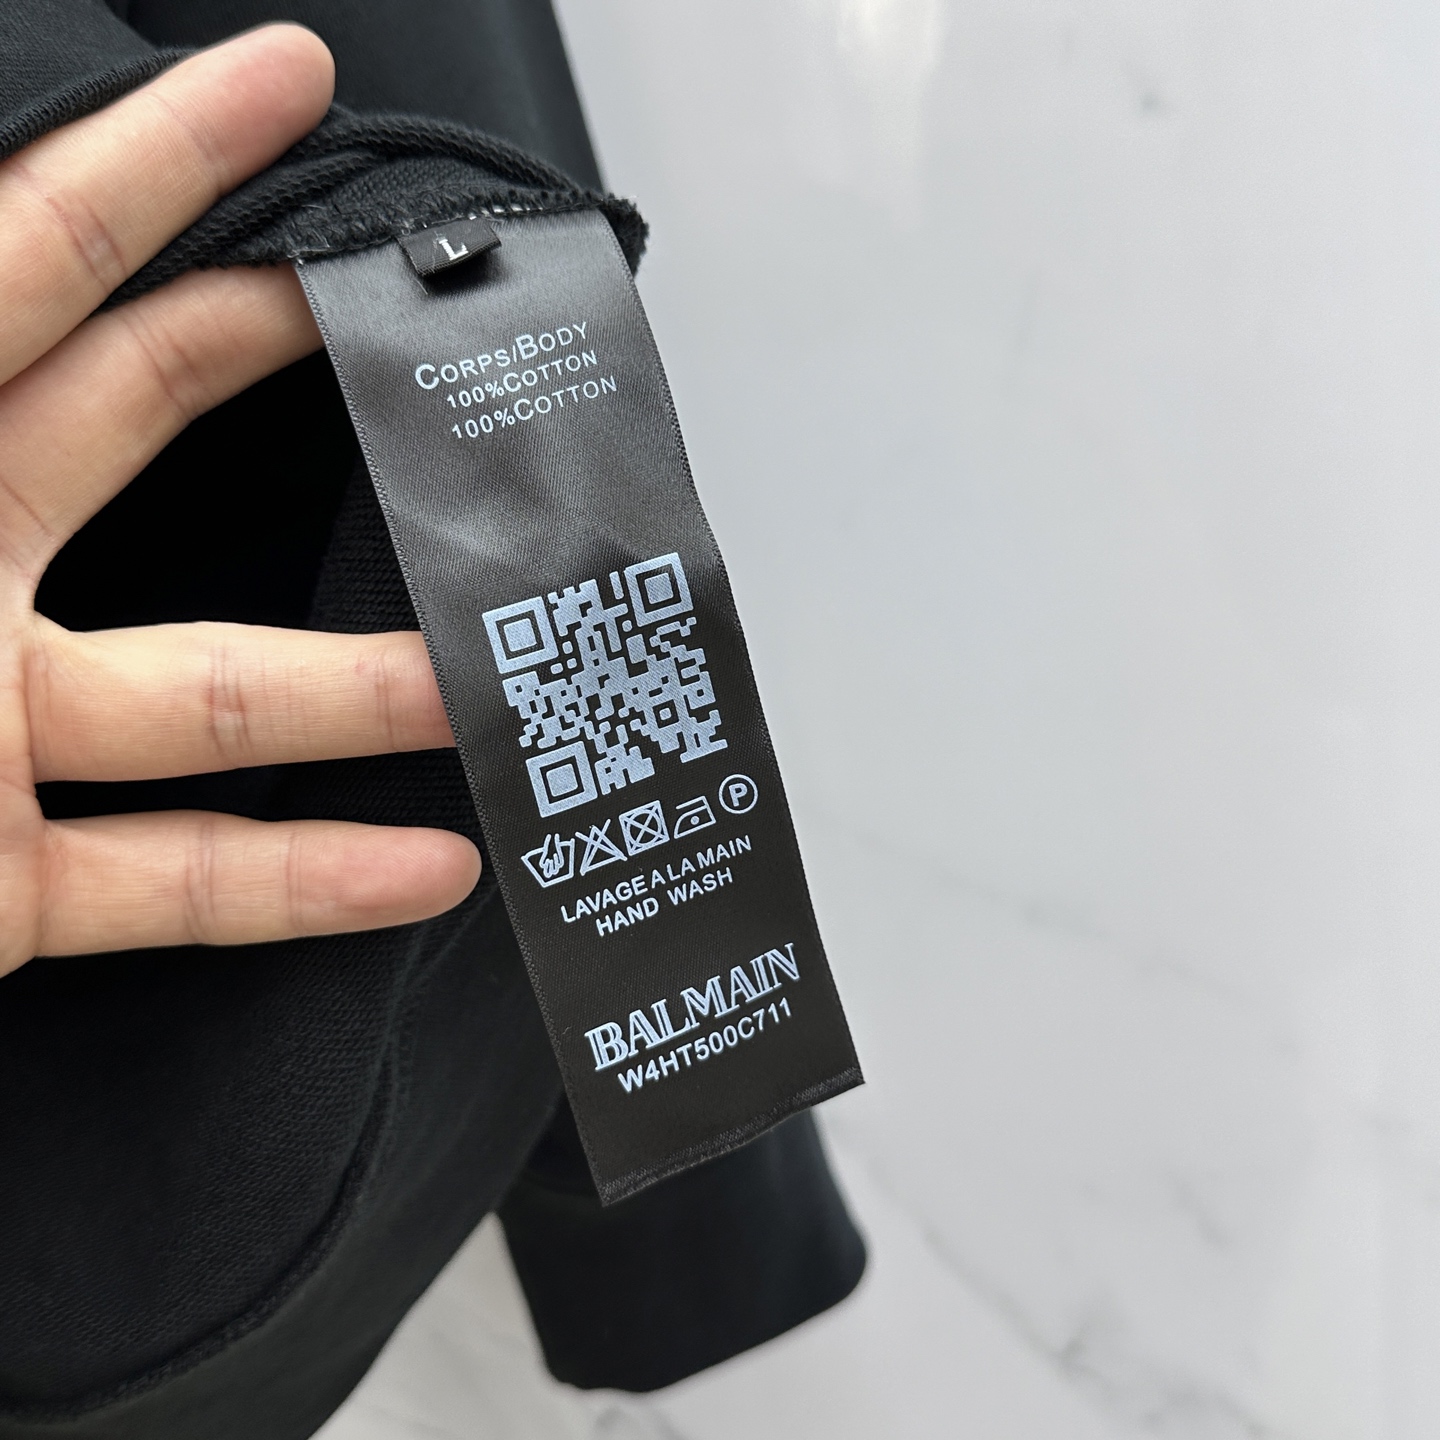 L
CORPS/BODY
100%COTTON
100%COTTON
P
LAVAGE A LA MAIN
HAND WASH
BALMAIN
W4HT500C711